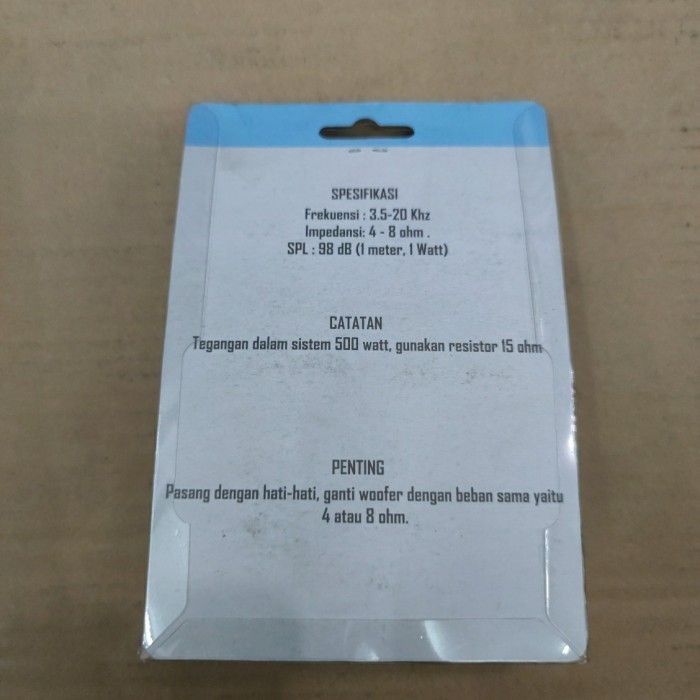 SPESIFIKASI
Frekuensi : 3.5-20 Khz
Impedansi: 4 - 8 ohm .
SPL : 98 dB (1 meter, 1 Watt)
CATATAN
Tegangan dalam sistem 500 watt, gunakan resistor 15 ohm
PENTING
Pasang dengan hati-hati, ganti woofer dengan beban sama yaitu
4 atau 8 ohm.